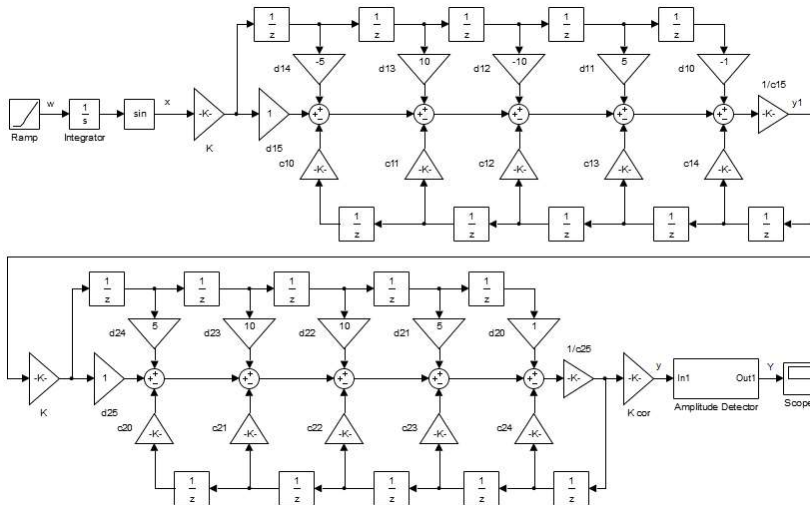 1 z 1 z 1 z 1 z 1 z
d14 -5 d13 10 d12 -10 d11 5 d10 -1
1/c15
Ramp w 1 s Integrator sin x -K- K 1 d15 -K- y1
c10 -K- c11 -K- c12 -K- c13 -K- c14 -K-
1 z 1 z 1 z 1 z 1 z
1 z 1 z 1 z 1 z 1 z
d24 5 d23 10 d22 10 d21 5 d20 1
1/c25
-K- K 1 d25 -K- -K- K cor y In1 Out1 Amplitude Detector Y Scope
c20 -K- c21 -K- c22 -K- c23 -K- c24 -K-
1 z 1 z 1 z 1 z 1 z